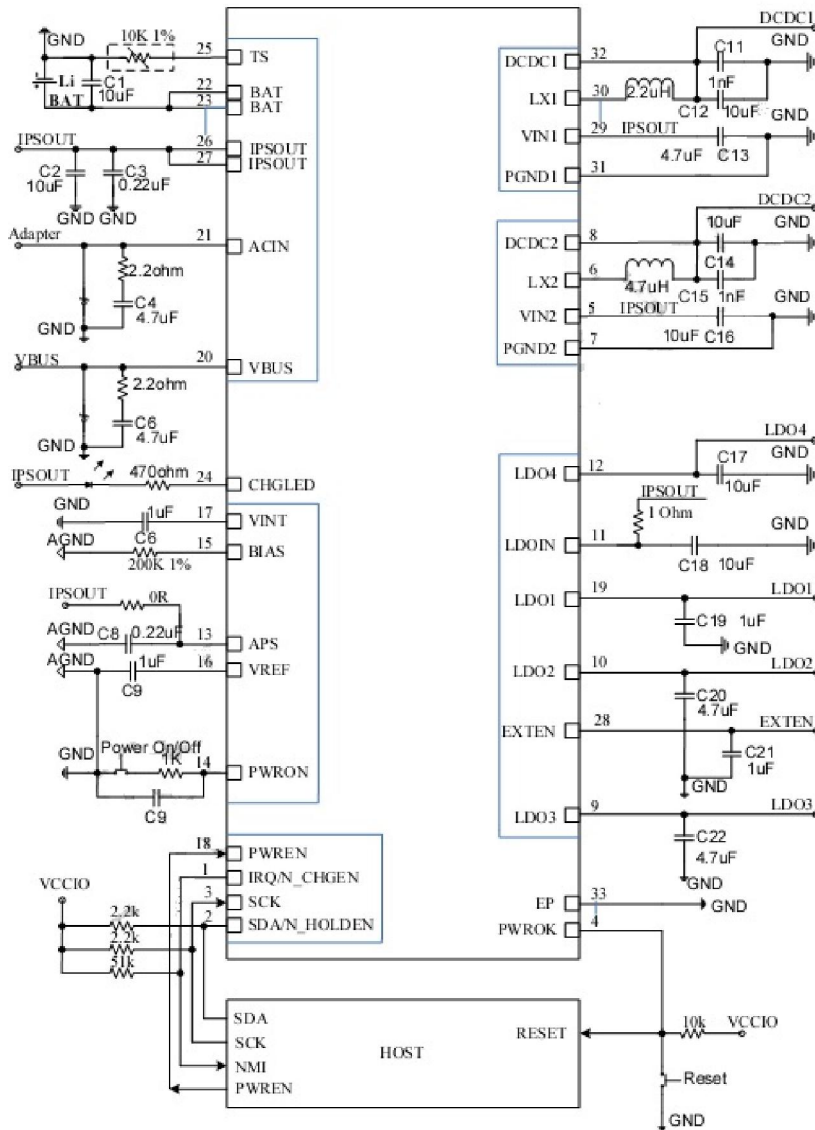 GND
10K 1%
25
TS
Li
BAT
C1
10uF
22
BAT
23
BAT
IPSOUT
26
IPSOUT
27
IPSOUT
C2
10uF
C3
0.22uF
GND GND
Adapter
21
ACIN
2.2ohm
C4
4.7uF
GND
VBUS
20
VBUS
2.2ohm
C6
4.7uF
GND
IPSOUT
470ohm
24
CHGLED
GND
1uF
17
VINT
C6
AGND
15
BIAS
200K 1%
IPSOUT
0R
AGND
C8
0.22uF
13
APS
AGND
1uF
16
VREF
C9
Power On/Off
GND
1K
14
PWRON
C9
18
PWREN
1
IRQ/N_CHGEN
3
SCK
2
SDA/N_HOLDEN
VCCIO
2.2k
2.2k
51k
DCDC1
32
DCDC1
C11
GND
1nF
30
LX1
2.2uH
C12
10uF
GND
29
VIN1
IPSOUT
4.7uF
C13
31
PGND1
DCDC2
8
DCDC2
10uF
GND
C14
6
LX2
4.7uH
C15
1nF
GND
5
VIN2
IPSOUT
10uF
C16
7
PGND2
LDO4
12
LDO4
C17
GND
10uF
IPSOUT
1 Ohm
11
LDOIN
GND
C18
10uF
19
LDO1
LDO1
C19
1uF
GND
10
LDO2
LDO2
C20
4.7uF
28
EXTEN
EXTEN
C21
1uF
GND
9
LDO3
LDO3
C22
4.7uF
GND
33
EP
GND
4
PWROK
SDA
SCK
NMI
PWREN
HOST
RESET
10k
VCCIO
Reset
GND